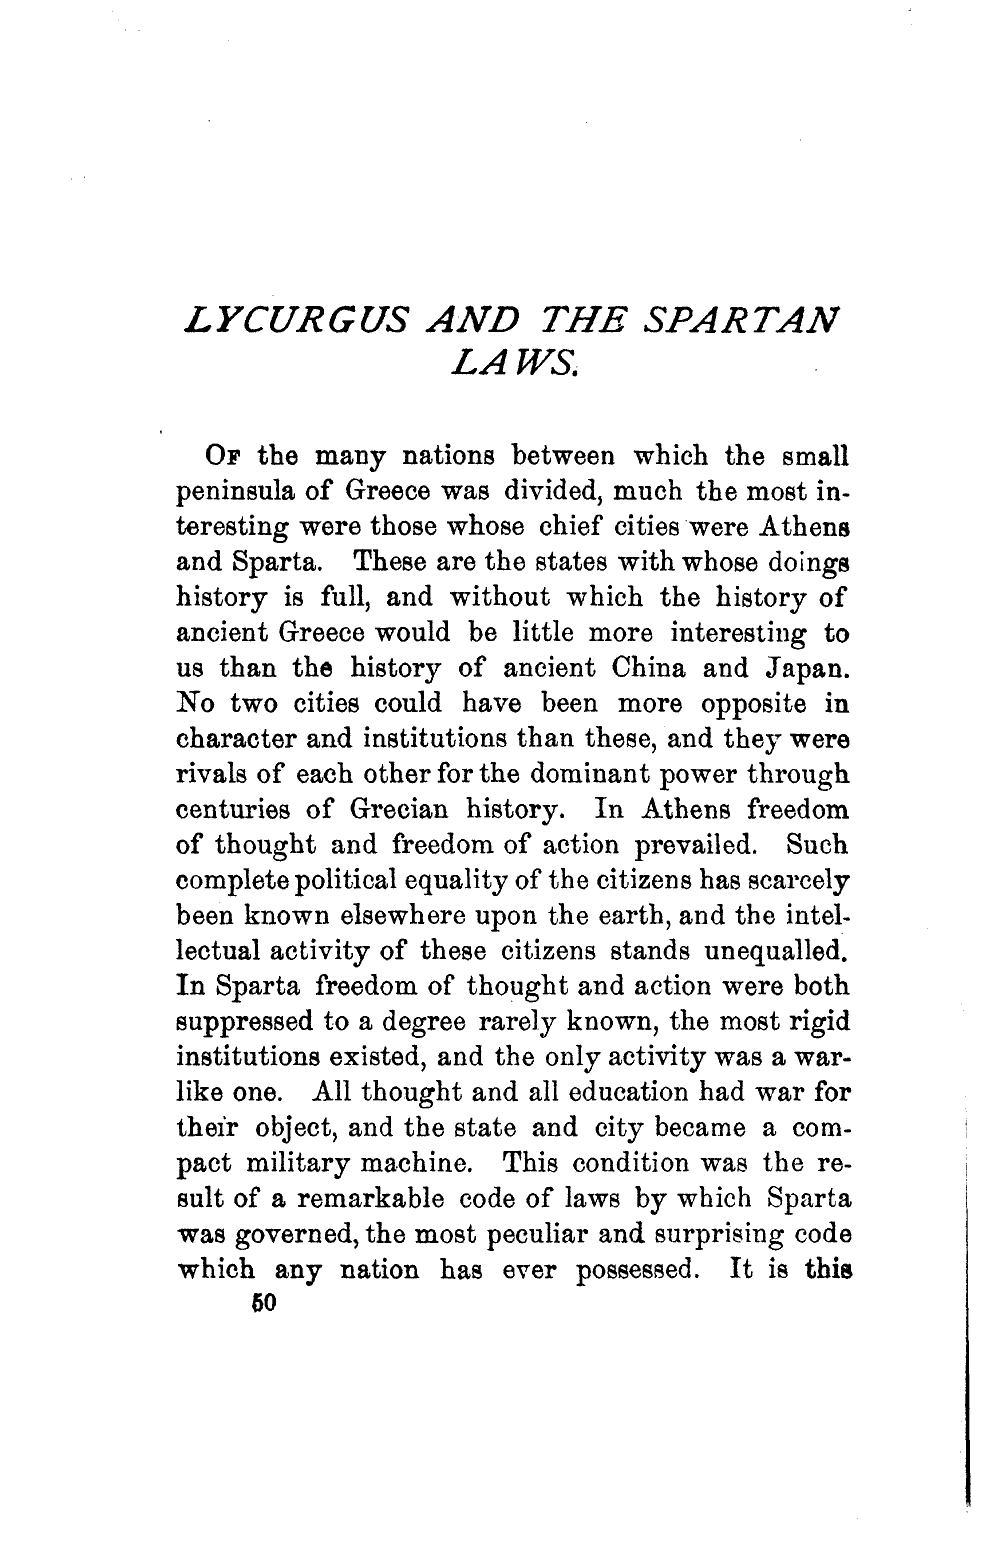 LYCURGUS AND THE SPARTAN
LAWS.
OF the many nations between which the small
peninsula of Greece was divided, much the most in-
teresting were those whose chief cities were Athens
and Sparta. These are the states with whose doings
history is full, and without which the history of
ancient Greece would be little more interesting to
us than the history of ancient China and Japan.
No two cities could have been more opposite in
character and institutions than these, and they were
rivals of each other for the dominant power through
centuries of Grecian history. In Athens freedom
of thought and freedom of action prevailed. Such
complete political equality of the citizens has scarcely
been known elsewhere upon the earth, and the intel-
lectual activity of these citizens stands unequalled.
In Sparta freedom of thought and action were both
suppressed to a degree rarely known, the most rigid
institutions existed, and the only activity was a war-
like one. All thought and all education had war for
their object, and the state and city became a com-
pact military machine. This condition was the re-
sult of a remarkable code of laws by which Sparta
was governed, the most peculiar and surprising code
which any nation has ever possessed. It is this
50